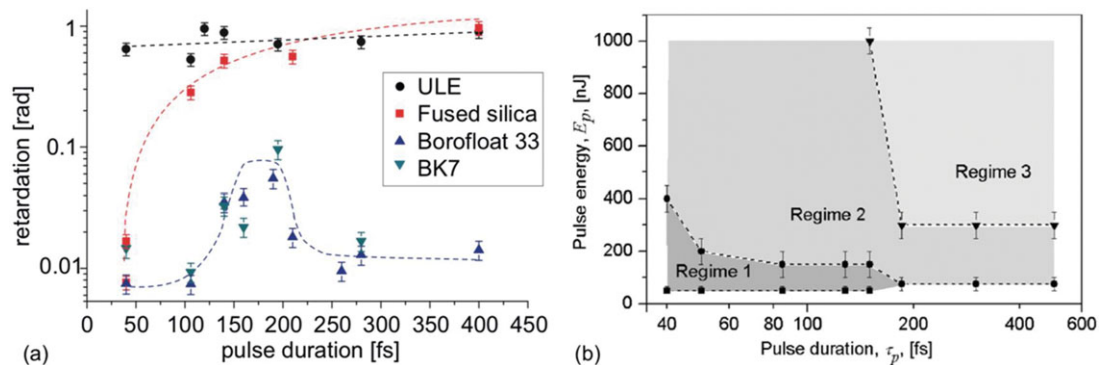 1
0.1
0.01
retardation [rad]
ULE
Fused silica
Borofloat 33
BK7
0 50 100 150 200 250 300 350 400 450
pulse duration [fs]
(a)
1000
800
600
400
200
0
Pulse energy, Ep, [nJ]
Regime 3
Regime 2
Regime 1
40 60 80 100 200 400 600
Pulse duration, τp, [fs]
(b)